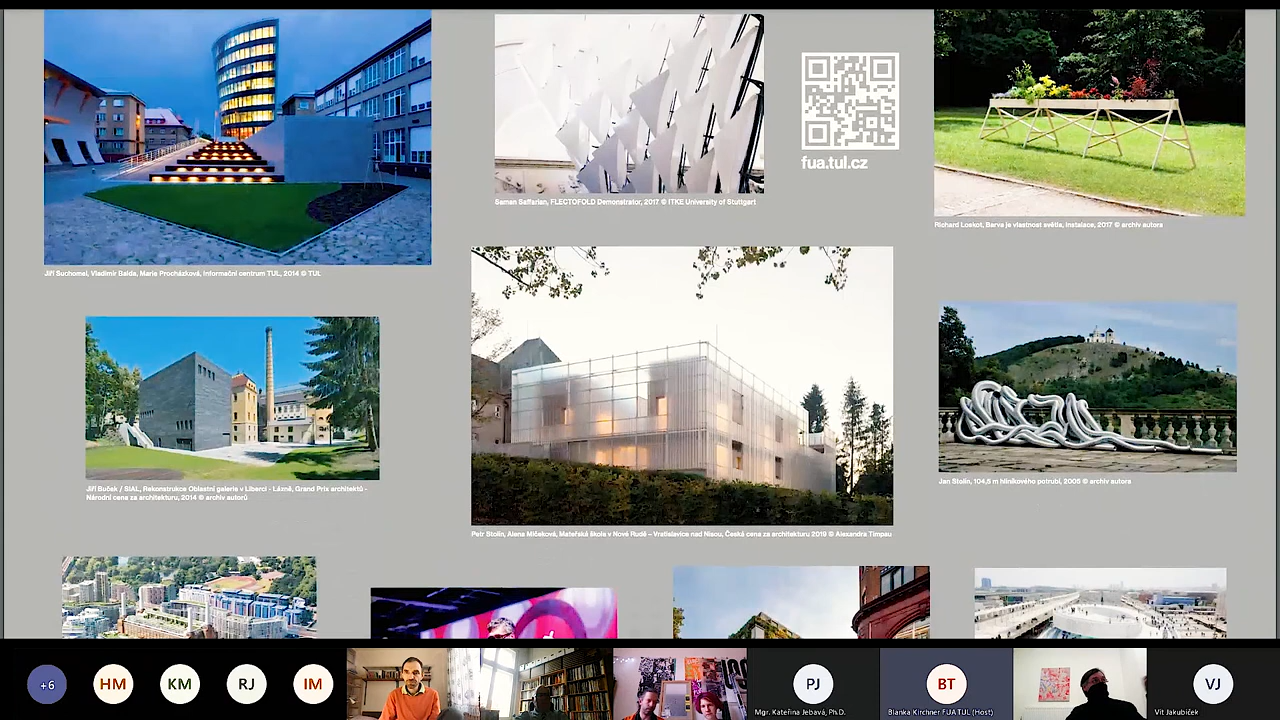 fua.tul.cz
Saman Saffarian, FLECTOFOLD Demonstrator, 2017 © ITKE University of Stuttgart
Richard Loskot, Barva je vlastnost světla, instalace, 2017 © archiv autora
Jiří Suchomel, Vladimír Balda, Marie Procházková, Informační centrum TUL, 2014 © TUL
Jan Stolín, 104,5 m hliníkového potrubí, 2005 © archiv autora
Jiří Buček / SIAL, Rekonstrukce Oblastní galerie v Liberci - Lázně, Grand Prix architektů -
Národní cena za architekturu, 2014 © archiv autorů
Petr Stolín, Alena Mičeková, Mateřská škola v Nové Rudě – Vratislavice nad Nisou, Česká cena za architekturu 2019 © Alexandra Timpau
+6
HM
KM
RJ
IM
PJ
BT
VJ
Mgr. Kateřina Jebavá, Ph.D.
Blanka Kirchner FUA TUL (Host)
Vít Jakubíček